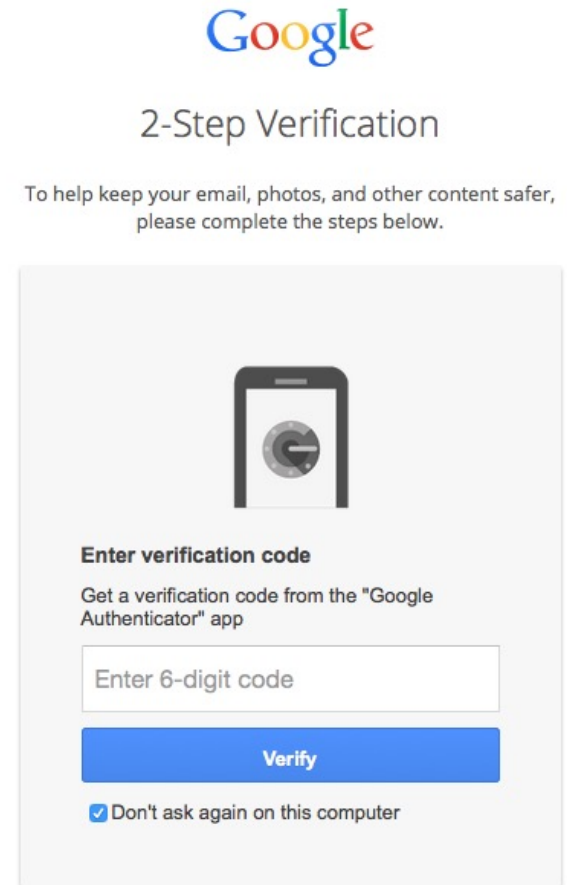 Google
2-Step Verification
To help keep your email, photos, and other content safer,
please complete the steps below.
Enter verification code
Get a verification code from the "Google
Authenticator" app
Enter 6-digit code
Verify
Don't ask again on this computer